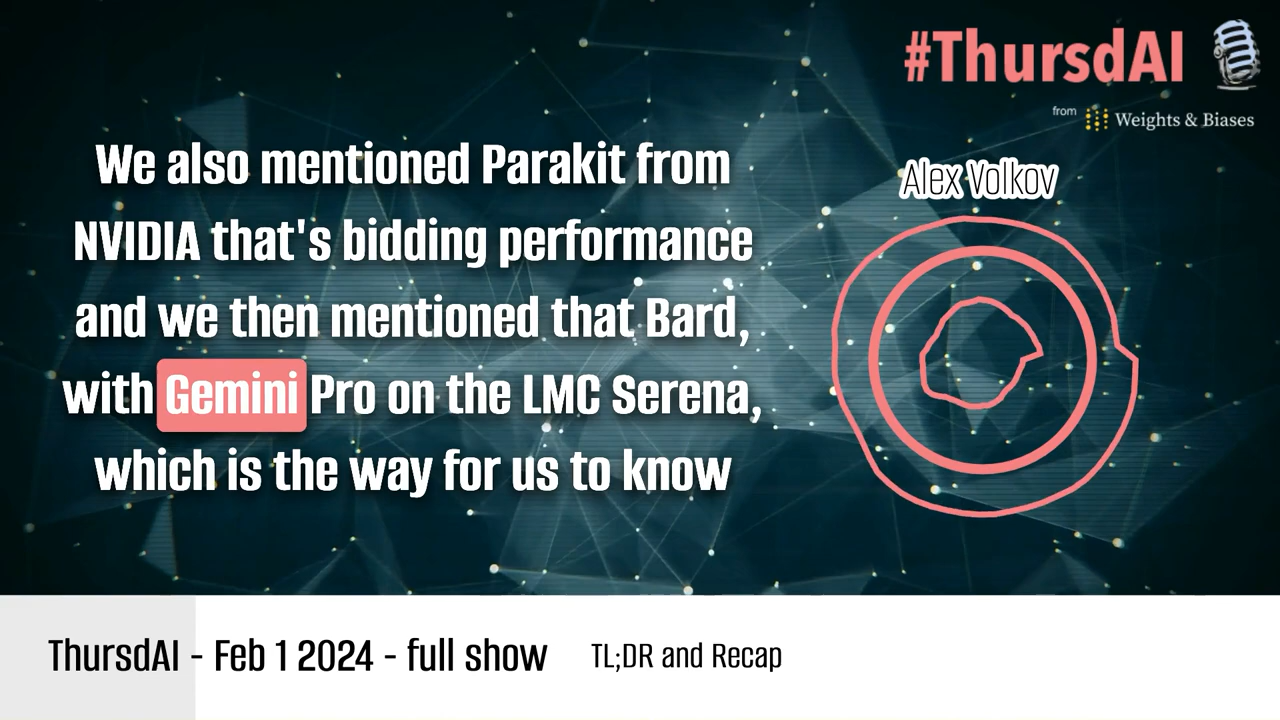 #ThursdAI
from Weights & Biases
Alex Volkov
We also mentioned Parakit from
NVIDIA that's bidding performance
and we then mentioned that Bard,
with Gemini Pro on the LMC Serena,
which is the way for us to know
ThursdAI - Feb 1 2024 - full show TL;DR and Recap